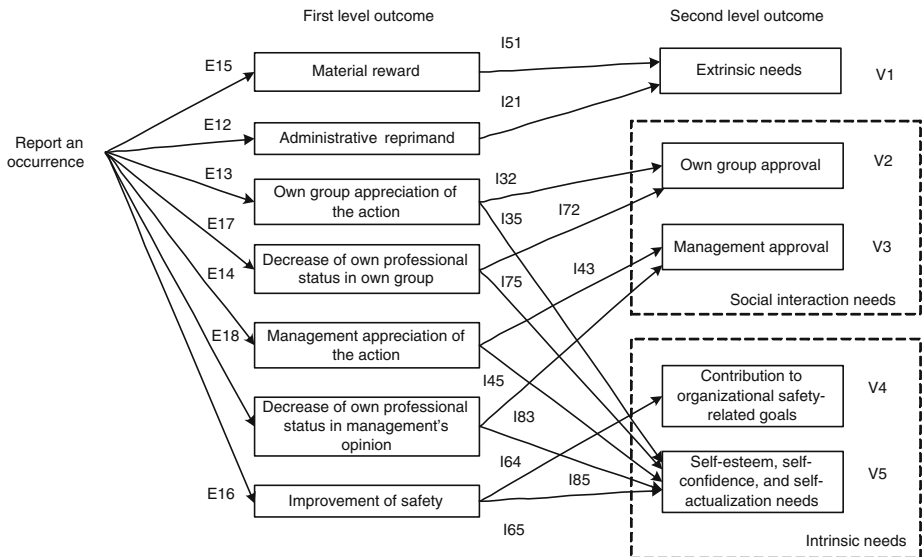 First level outcome
Second level outcome
I51
E15
Material reward
Extrinsic needs
V1
I21
E12
Report an
occurrence
Administrative reprimand
E13
Own group approval
V2
I32
Own group appreciation of
the action
I72
I35
E17
Management approval
V3
Decrease of own professional
status in own group
I43
E14
I75
Social interaction needs
E18
Management appreciation of
the action
I45
Contribution to
organizational safety-
related goals
V4
Decrease of own professional
status in management's
opinion
I83
I64
Self-esteem, self-
confidence, and self-
actualization needs
V5
E16
Improvement of safety
I85
I65
Intrinsic needs